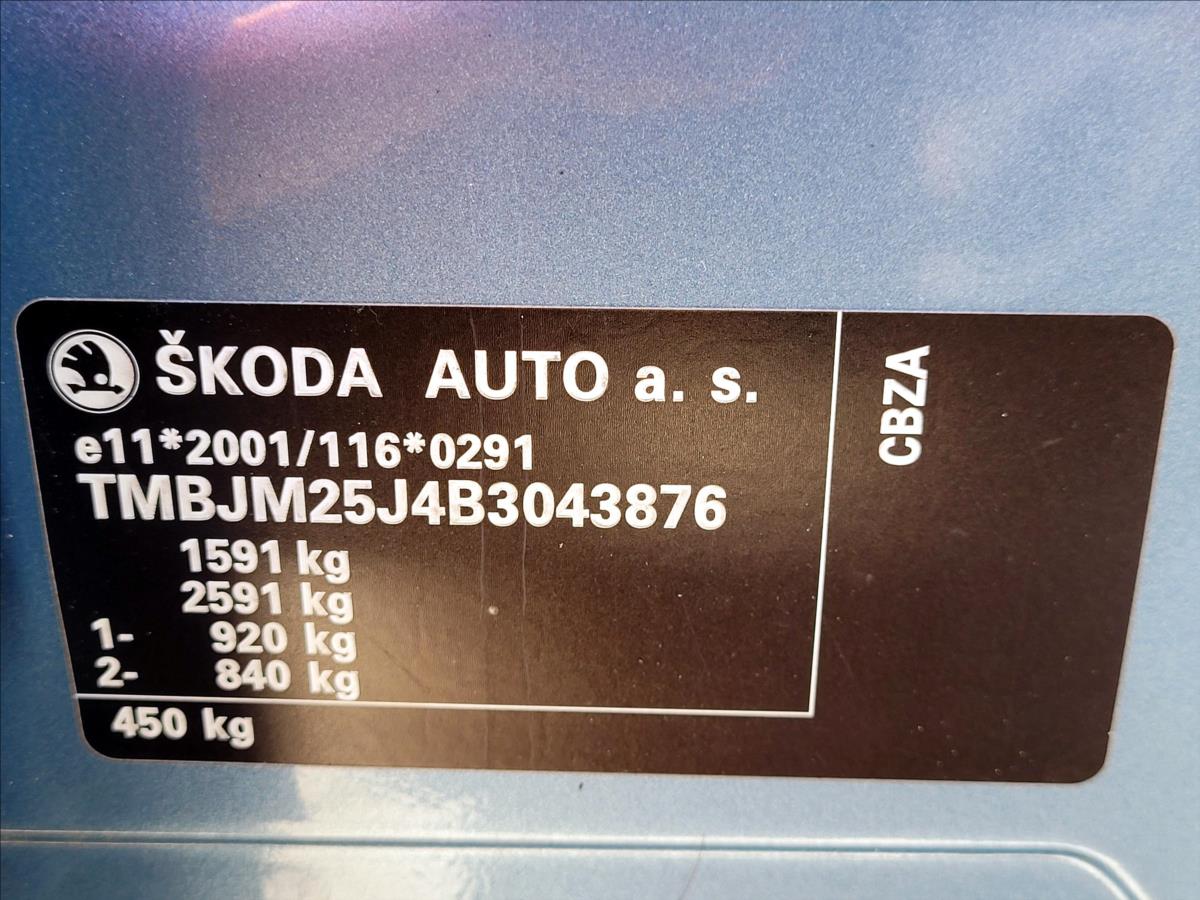 ŠKODA AUTO a. s.
e11*2001/116*0291
TMBJM25J4B3043876
1591 kg
2591 kg
1- 920 kg
2- 840 kg
450 kg
CBZA